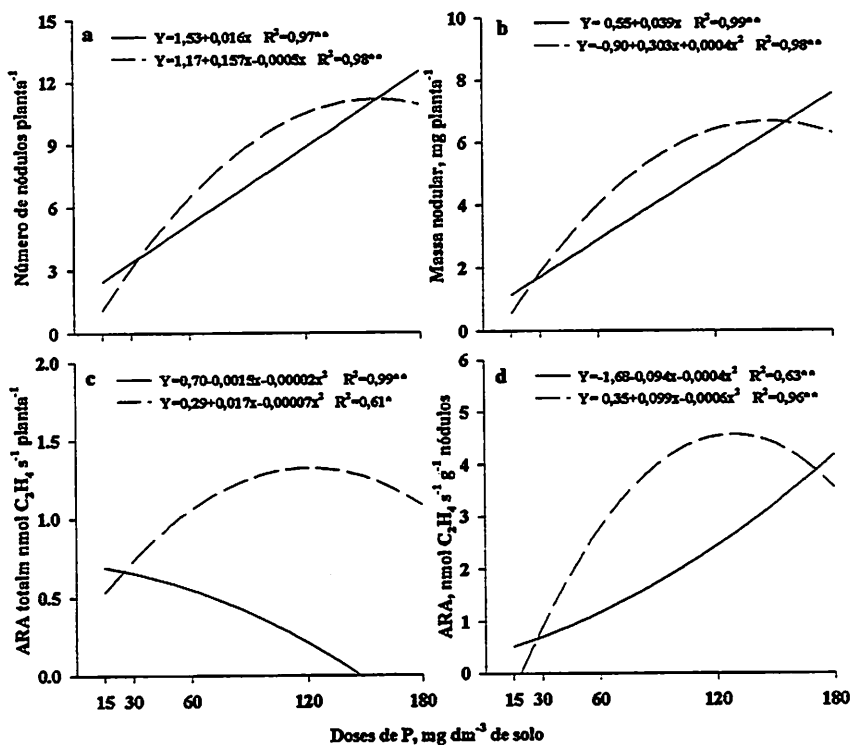 a
Y=1,53+0,016x R²=0,97**
Y=1,17+0,157x-0,0005x R²=0,98**
Número de nódulos planta⁻¹
15
12
9
6
3
0
b
Y= 0,55+0,039x R²=0,99**
Y=-0,90+0,303x+0,0004x² R²=0,98**
Massa nodular, mg planta⁻¹
10
8
6
4
2
0
c
Y=0,70-0,0015x-0,00002x² R²=0,99**
Y=0,29+0,017x-0,00007x² R²=0,61*
ARA totalm nmol C₂H₄ s⁻¹ planta⁻¹
2.0
1.5
1.0
0.5
0.0
15 30 60 120 180
d
Y=-1,68-0,094x-0,0004x² R²=0,63**
Y= 0,35+0,099x-0,0006x² R²=0,96**
ARA, nmol C₂H₄ s⁻¹ g⁻¹ nódulos
6
5
4
3
2
1
0
15 30 60 120 180
Doses de P, mg dm⁻³ de solo